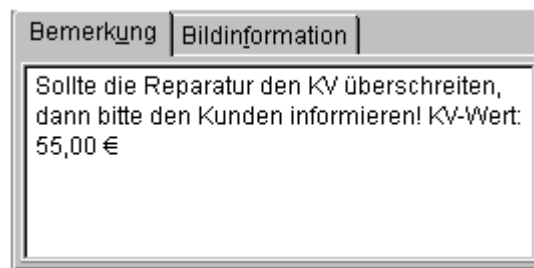 Bemerkung Bildinformation
Sollte die Reparatur den KV überschreiten,
dann bitte den Kunden informieren! KV-Wert:
55,00 €